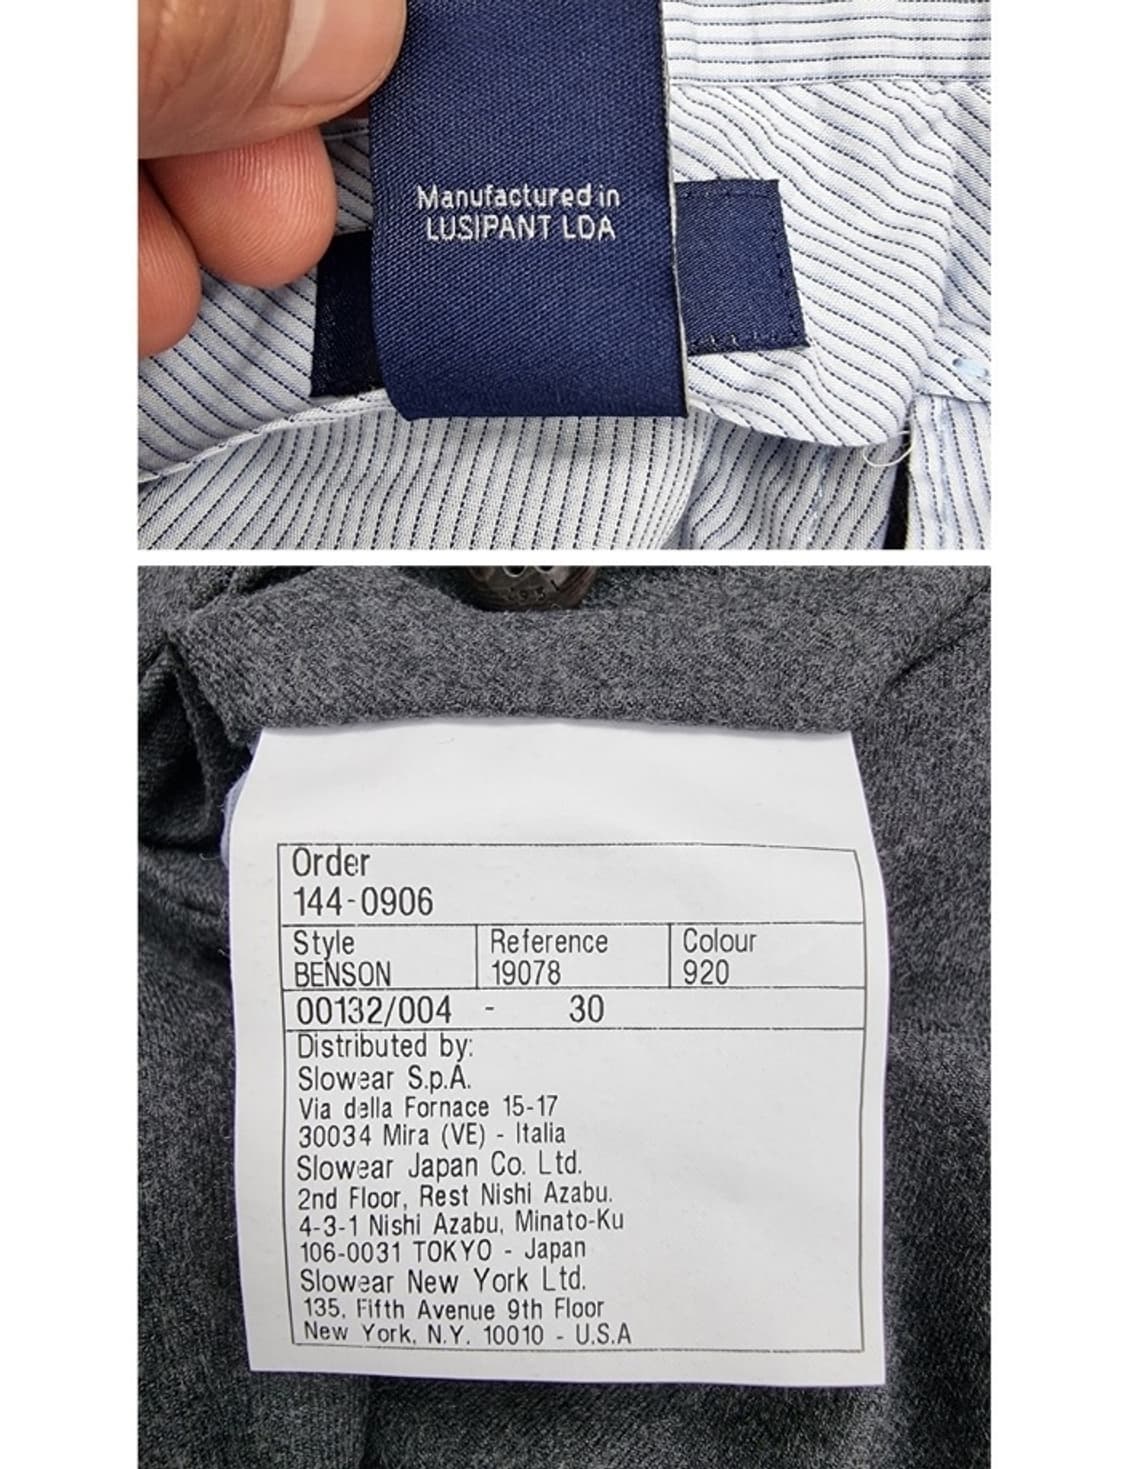 Manufactured in
LUSIPANT LDA
Order
144-0906
Style Reference Colour
BENSON 19078 920
00132/004 - 30
Distributed by:
Slowear S.p.A.
Via della Fornace 15-17
30034 Mira (VE) - Italia
Slowear Japan Co. Ltd.
2nd Floor, Rest Nishi Azabu.
4-3-1 Nishi Azabu, Minato-Ku
106-0031 TOKYO - Japan
Slowear New York Ltd.
135, Fifth Avenue 9th Floor
New York, N.Y. 10010 - U.S.A